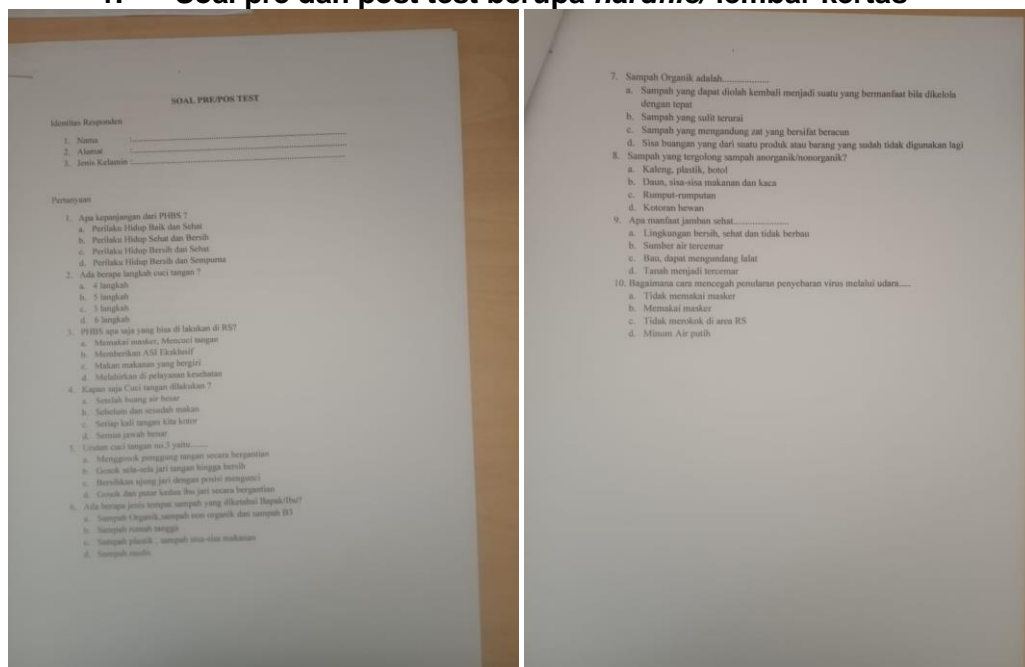 Soal pre dan post test berupa hardfile/ lembar kertas
SOAL PRE/POS TEST
Identitas Responden
1. Nama :
2. Alamat :
3. Jenis Kelamin :
Pertanyaan
1. Apa kepanjangan dari PHBS ?
a. Perilaku Hidup Baik dan Sehat
b. Perilaku Hidup Sehat dan Bersih
c. Perilaku Hidup Bersih dan Sehat
d. Perilaku Hidup Bersih dan Sempurna
2. Ada berapa langkah cuci tangan ?
a. 4 langkah
b. 5 langkah
c. 3 langkah
d. 6 langkah
3. PHBS apa saja yang bisa di lakukan di RS?
a. Memakai masker, Mencuci tangan
b. Memberikan ASI Eksklusif
c. Makan makanan yang bergizi
d. Melahirkan di pelayanan kesehatan
4. Kapan saja Cuci tangan dilakukan ?
a. Setelah buang air besar
b. Sebelum dan sesudah makan
c. Setiap kali tangan kita kotor
d. Semua jawab benar
5. Urutan cuci tangan no.5 yaitu.......
a. Menggosok punggung tangan secara bergantian
b. Gosok sela-sela jari tangan hingga bersih
c. Bersihkan ujung jari dengan posisi mengunci
d. Gosok dan putar kedua ibu jari secara bergantian
6. Ada berapa jenis tempat sampah yang diketahui Bapak/Ibu?
a. Sampah Organik, sampah non organik dan sampah B3
b. Sampah rumah tangga
c. Sampah plastik , sampah sisa-sisa makanan
d. Sampah medis
7. Sampah Organik adalah..................
a. Sampah yang dapat diolah kembali menjadi suatu yang bermanfaat bila dikelola
dengan tepat
b. Sampah yang sulit terurai
c. Sampah yang mengandung zat yang bersifat beracun
d. Sisa buangan yang dari suatu produk atau barang yang sudah tidak digunakan lagi
8. Sampah yang tergolong sampah anorganik/nonorganik?
a. Kaleng, plastik, botol
b. Daun, sisa-sisa makanan dan kaca
c. Rumput-rumputan
d. Kotoran hewan
9. Apa manfaat jamban sehat.....................
a. Lingkungan bersih, sehat dan tidak berbau
b. Sumber air tercemar
c. Bau, dapat mengundang lalat
d. Tanah menjadi tercemar
10. Bagaimana cara mencegah penularan penyebaran virus melalui udara.....
a. Tidak memakai masker
b. Memakai masker
c. Tidak merokok di area RS
d. Minum Air putih